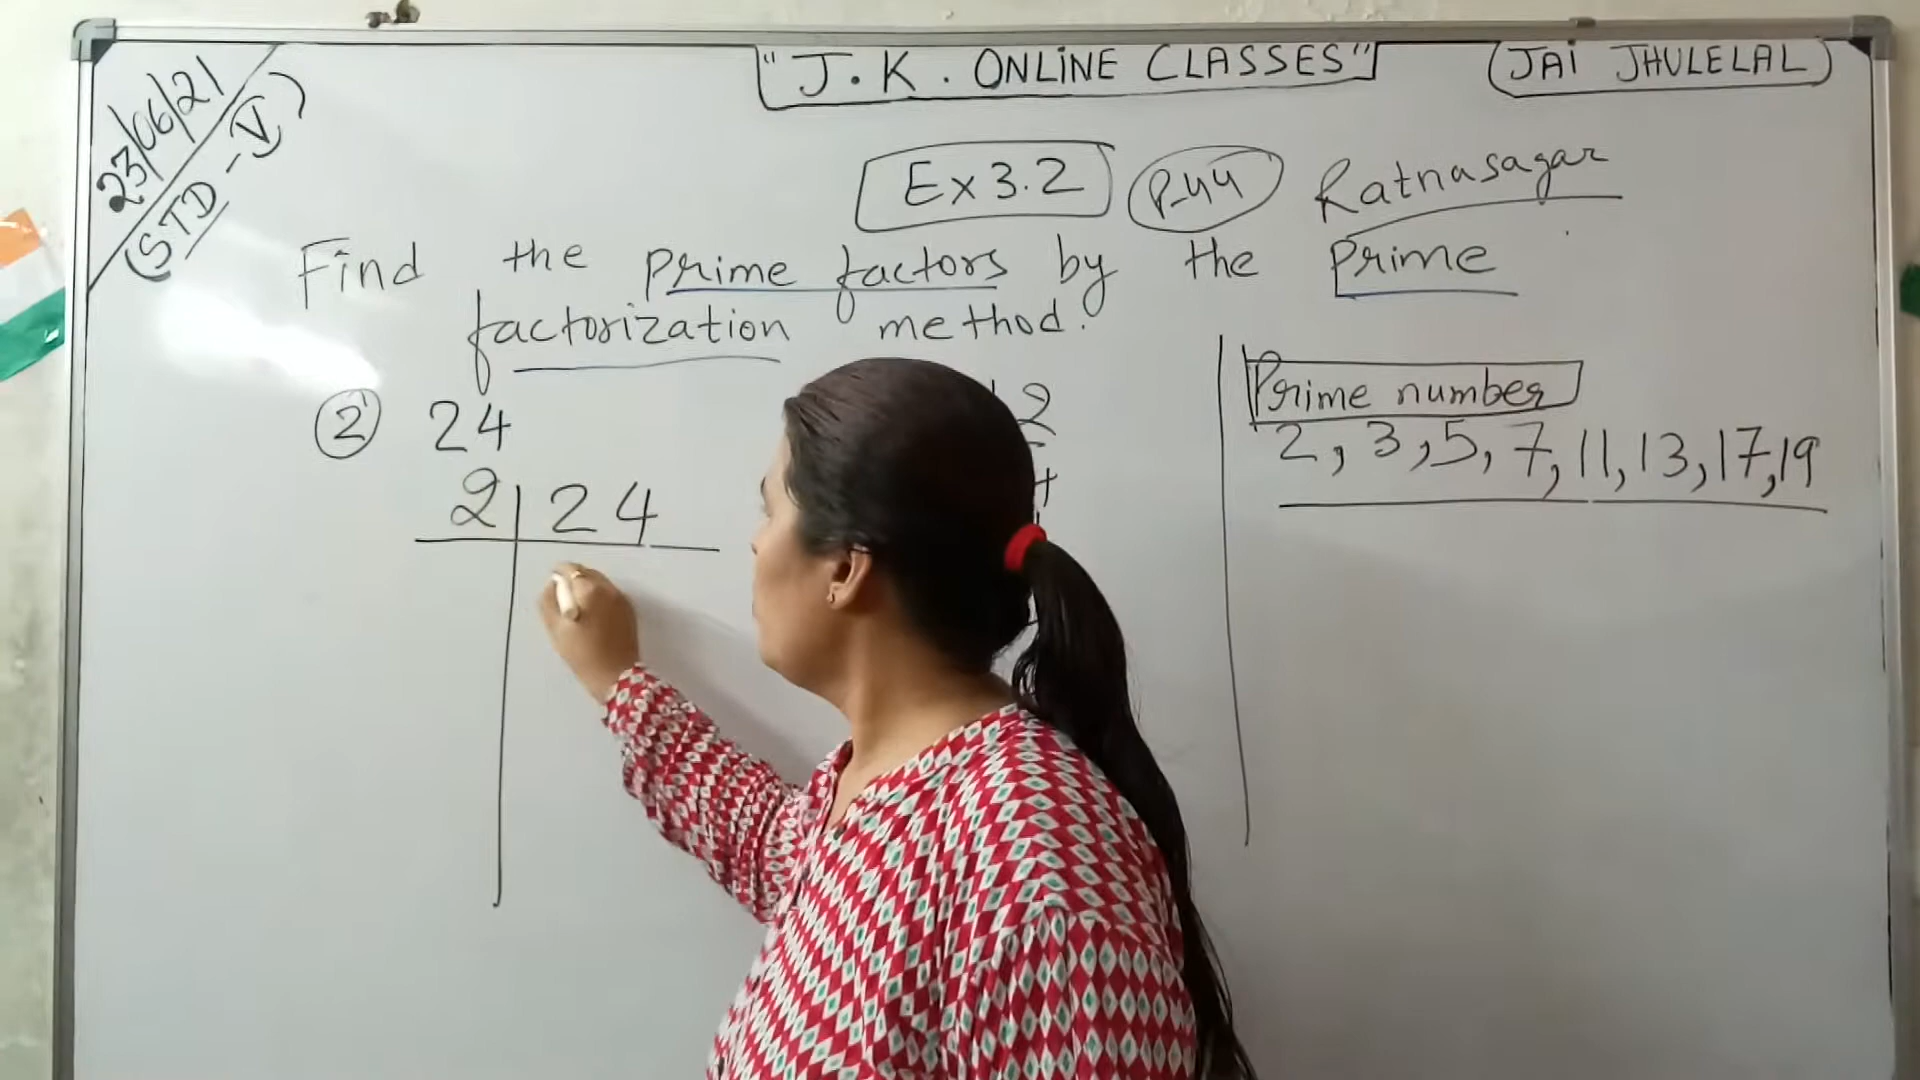 23/06/21
(STD - V)
"J.K. ONLiNE CLASSES"
(JAi JHULELAL)
Ex 3.2
P-44
Ratnasagar
Find the prime factors by the Prime
factorization method.
2 24
2 24
2
Prime number
2, 3, 5, 7, 11, 13, 17, 19